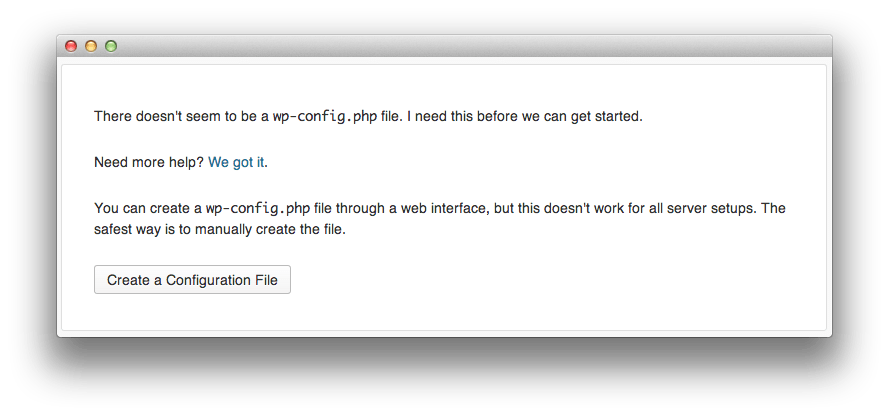 There doesn't seem to be a wp-config.php file. I need this before we can get started.
Need more help? We got it.
You can create a wp-config.php file through a web interface, but this doesn't work for all server setups. The
safest way is to manually create the file.
Create a Configuration File